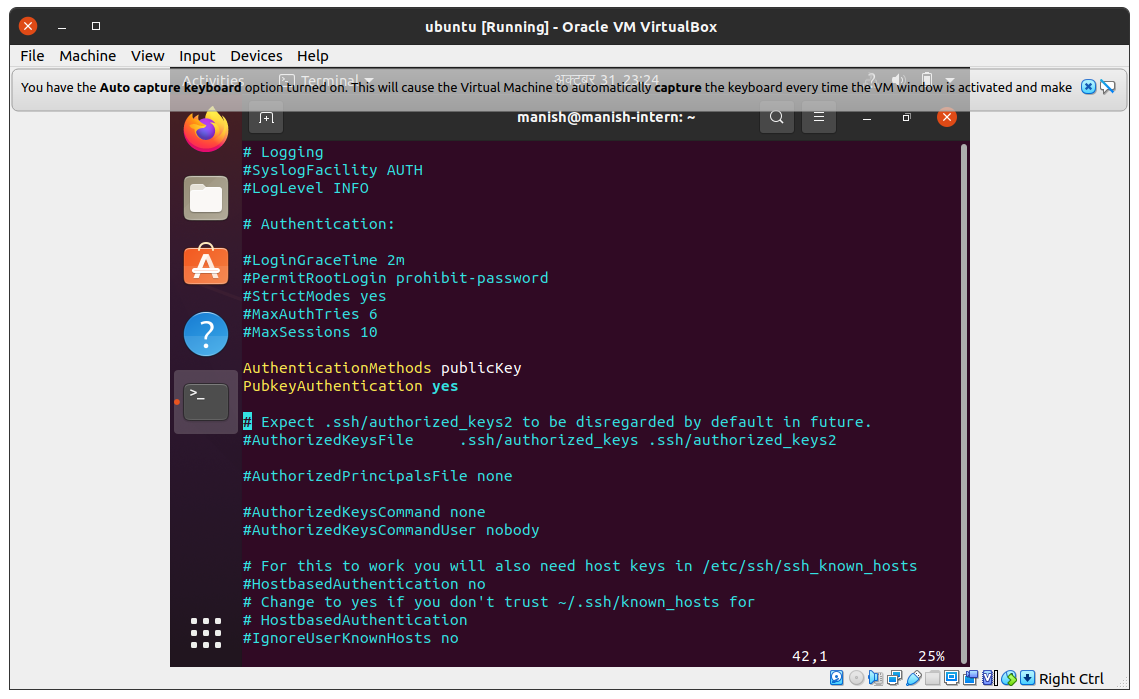 ubuntu [Running] - Oracle VM VirtualBox
File Machine View Input Devices Help
Activities Terminal अक्टूबर 31 23:24
You have the Auto capture keyboard option turned on. This will cause the Virtual Machine to automatically capture the keyboard every time the VM window is activated and make
manish@manish-intern: ~
# Logging
#SyslogFacility AUTH
#LogLevel INFO
# Authentication:
#LoginGraceTime 2m
#PermitRootLogin prohibit-password
#StrictModes yes
#MaxAuthTries 6
#MaxSessions 10
AuthenticationMethods publicKey
PubkeyAuthentication yes
# Expect .ssh/authorized_keys2 to be disregarded by default in future.
#AuthorizedKeysFile .ssh/authorized_keys .ssh/authorized_keys2
#AuthorizedPrincipalsFile none
#AuthorizedKeysCommand none
#AuthorizedKeysCommandUser nobody
# For this to work you will also need host keys in /etc/ssh/ssh_known_hosts
#HostbasedAuthentication no
# Change to yes if you don't trust ~/.ssh/known_hosts for
# HostbasedAuthentication
#IgnoreUserKnownHosts no
42,1 25%
Right Ctrl